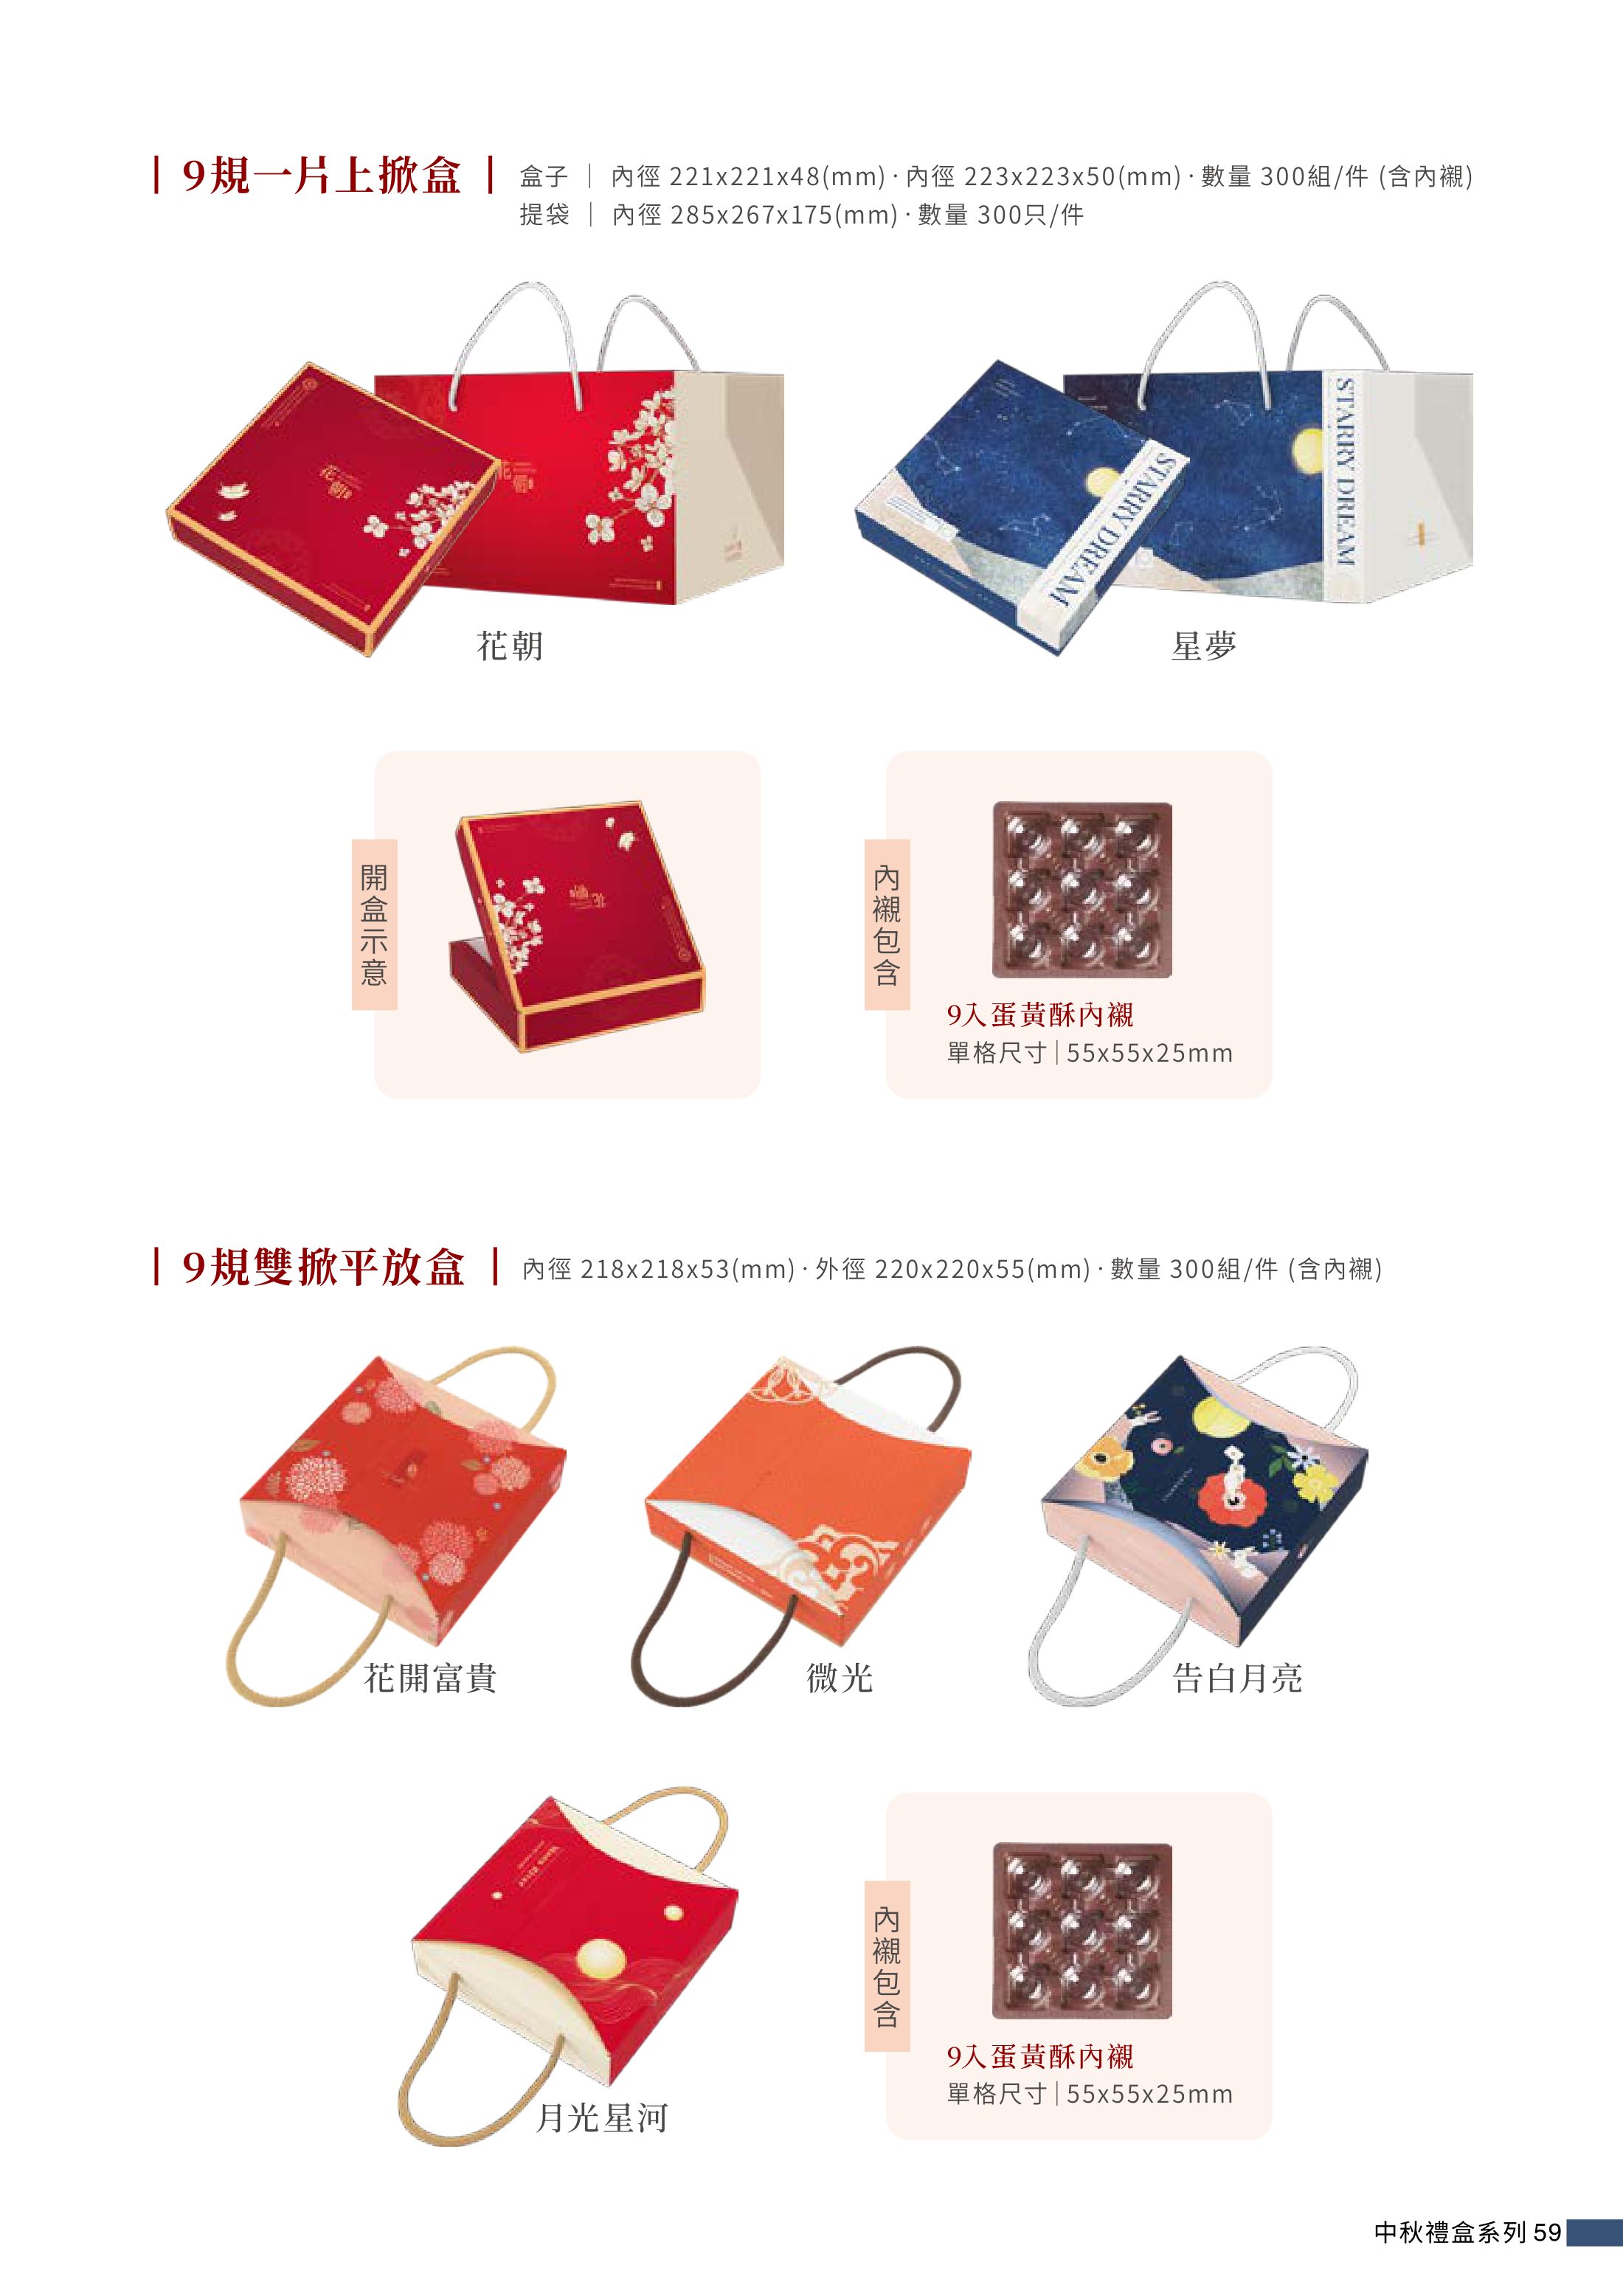 9規一片上掀盒
盒子｜內徑 221x221x48(mm)·內徑 223x223x50(mm)·數量 300組/件 (含內襯)
提袋｜內徑 285x267x175(mm)·數量 300只/件
花朝
花朝
STARRY DREAM
STARRY DREAM
花朝
星夢
開盒示意
花朝
內襯包含
9入蛋黃酥內襯
單格尺寸｜55x55x25mm
9規雙掀平放盒
內徑 218x218x53(mm)·外徑 220x220x55(mm)·數量 300組/件 (含內襯)
花開富貴
微光
告白月亮
月光星河
內襯包含
9入蛋黃酥內襯
單格尺寸｜55x55x25mm
中秋禮盒系列 59